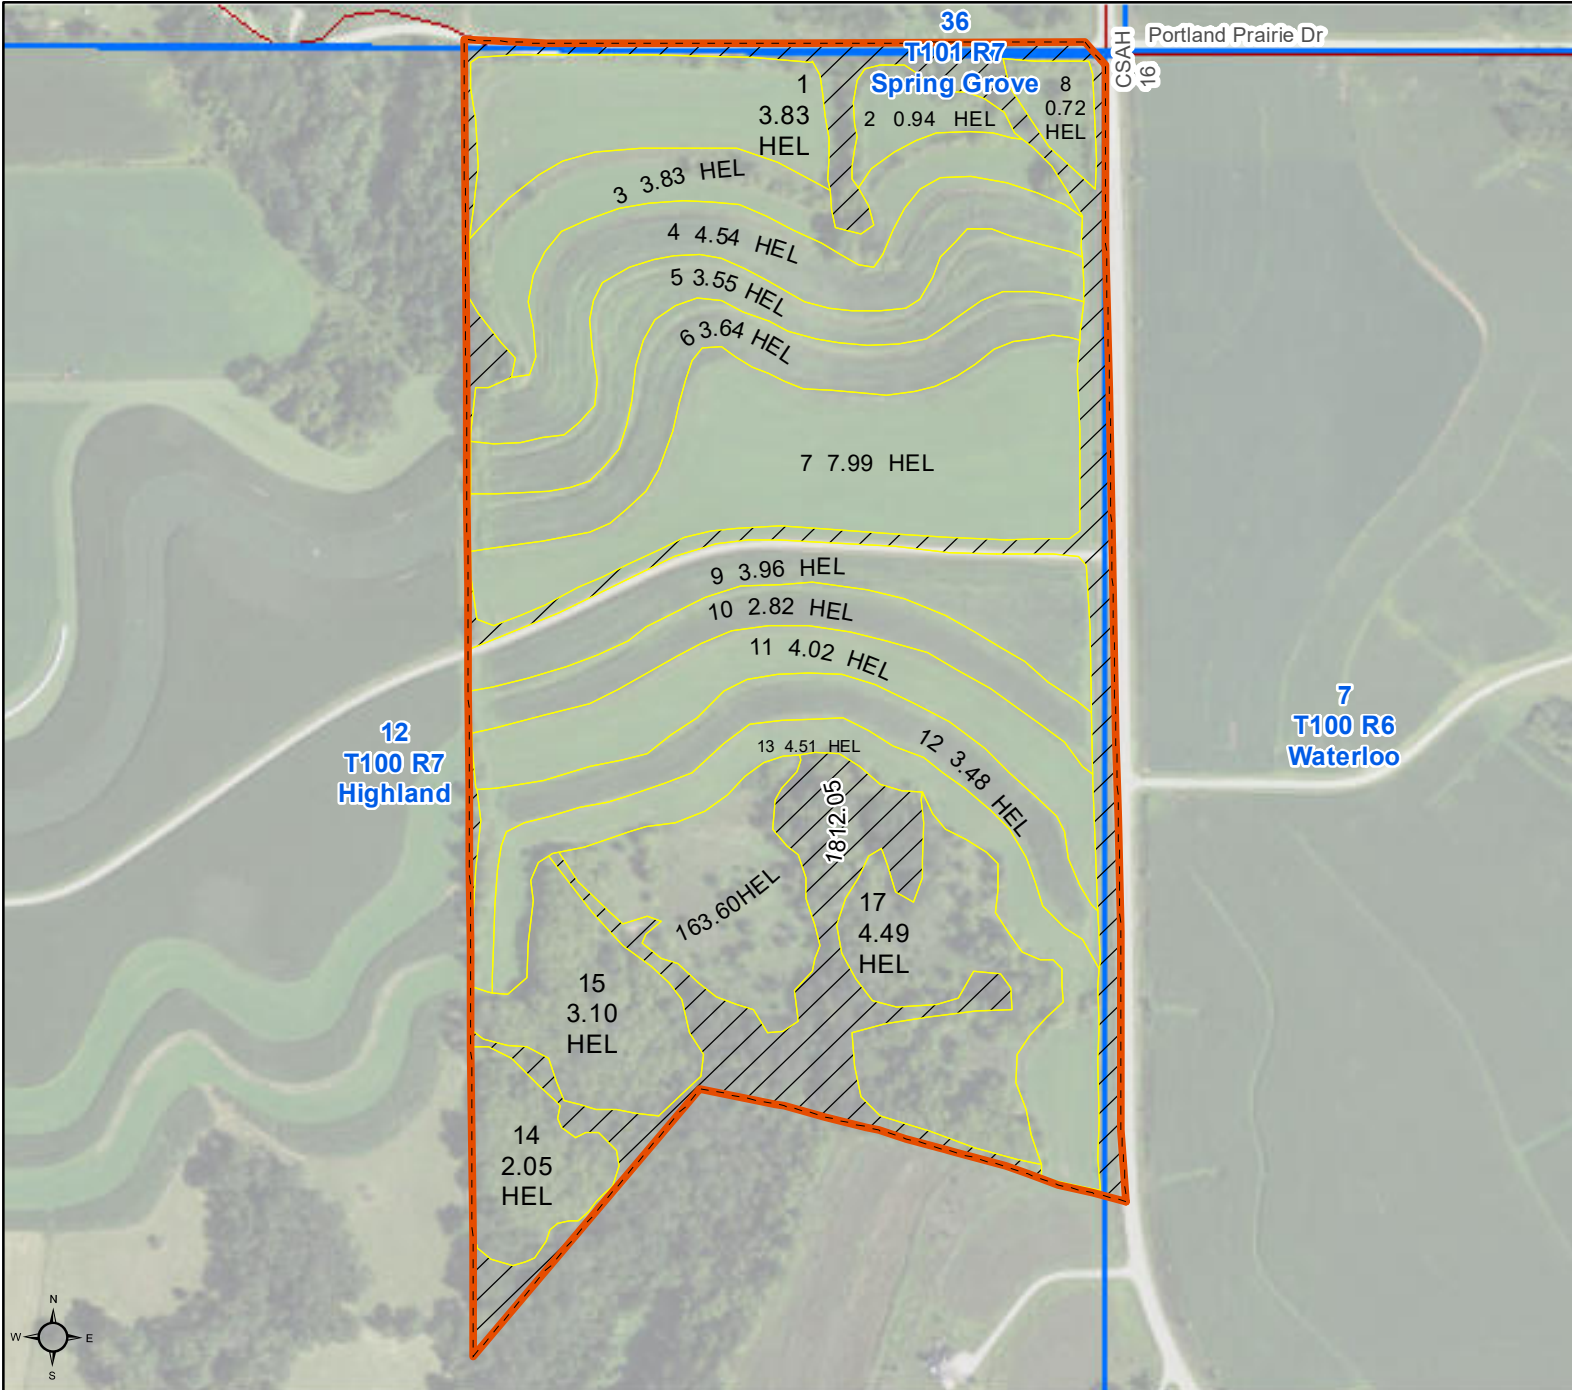 36
T101 R7
Spring Grove
Portland Prairie Dr
CSAH
16
1
3.83
HEL
2 0.94 HEL
8
0.72
HEL
3 3.83 HEL
4 4.54 HEL
5 3.55 HEL
6 3.64 HEL
7 7.99 HEL
9 3.96 HEL
10 2.82 HEL
11 4.02 HEL
12
T100 R7
Highland
7
T100 R6
Waterloo
12 3.48 HEL
13 4.51 HEL
1812.05
163.60HEL
17
4.49
HEL
15
3.10
HEL
14
2.05
HEL
N
W E
S